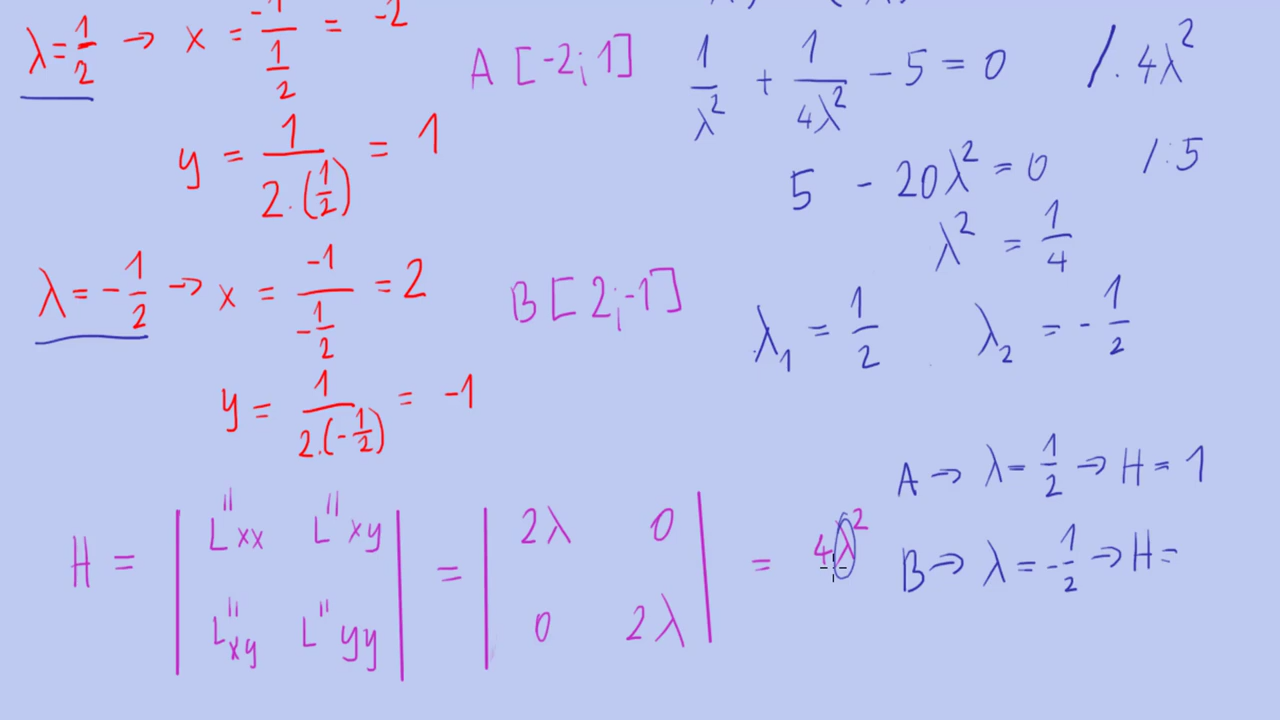 λ = 1/2 → x = -1/(1/2) = -2
y = 1/(2·(1/2)) = 1
A [-2; 1]
λ = -1/2 → x = -1/(-1/2) = 2
y = 1/(2·(-1/2)) = -1
B [2; -1]
1/λ² + 1/4λ² - 5 = 0 /· 4λ²
5 - 20λ² = 0 /: 5
λ² = 1/4
λ₁ = 1/2 λ₂ = -1/2
H = | L''xx L''xy | = | 2λ 0 | = 4λ²
| L''xy L''yy | | 0 2λ |
A → λ = 1/2 → H = 1
B → λ = -1/2 → H =